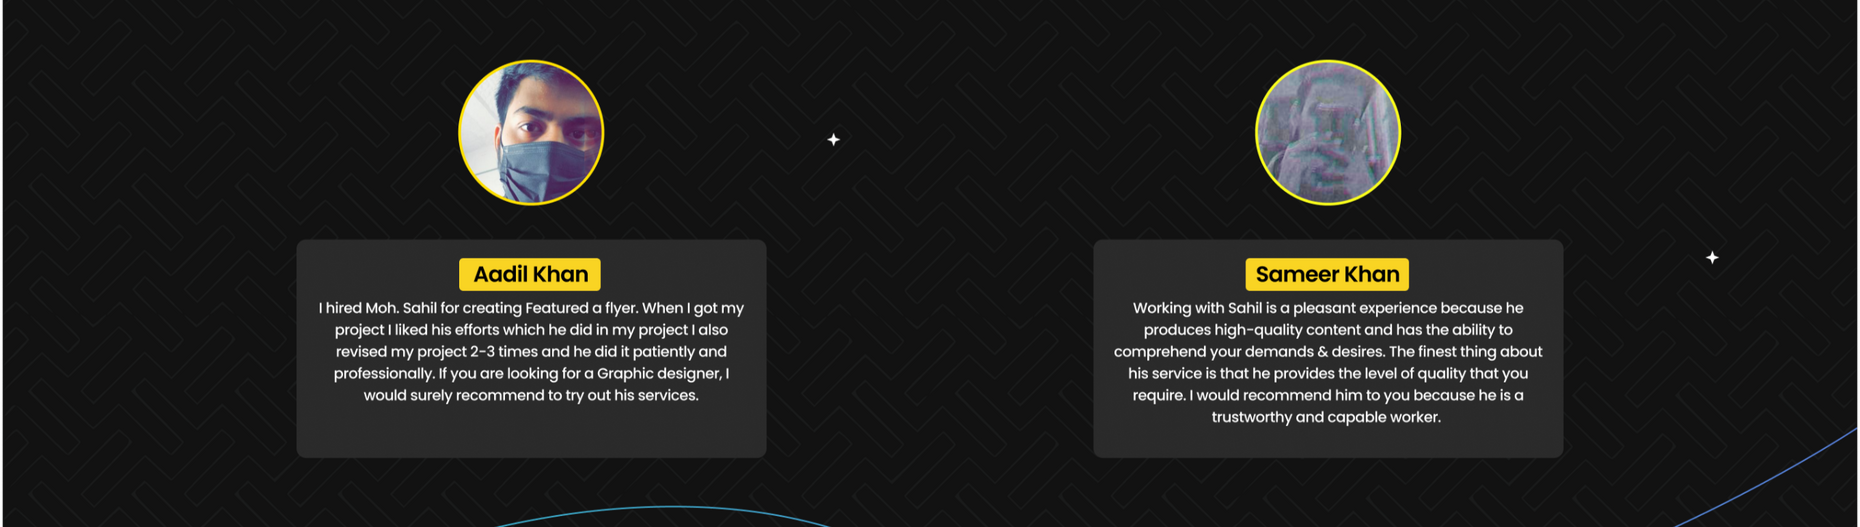 Aadil Khan
I hired Moh. Sahil for creating Featured a flyer. When I got my
project I liked his efforts which he did in my project I also
revised my project 2-3 times and he did it patiently and
professionally. If you are looking for a Graphic designer, I
would surely recommend to try out his services.
Sameer Khan
Working with Sahil is a pleasant experience because he
produces high-quality content and has the ability to
comprehend your demands & desires. The finest thing about
his service is that he provides the level of quality that you
require. I would recommend him to you because he is a
trustworthy and capable worker.